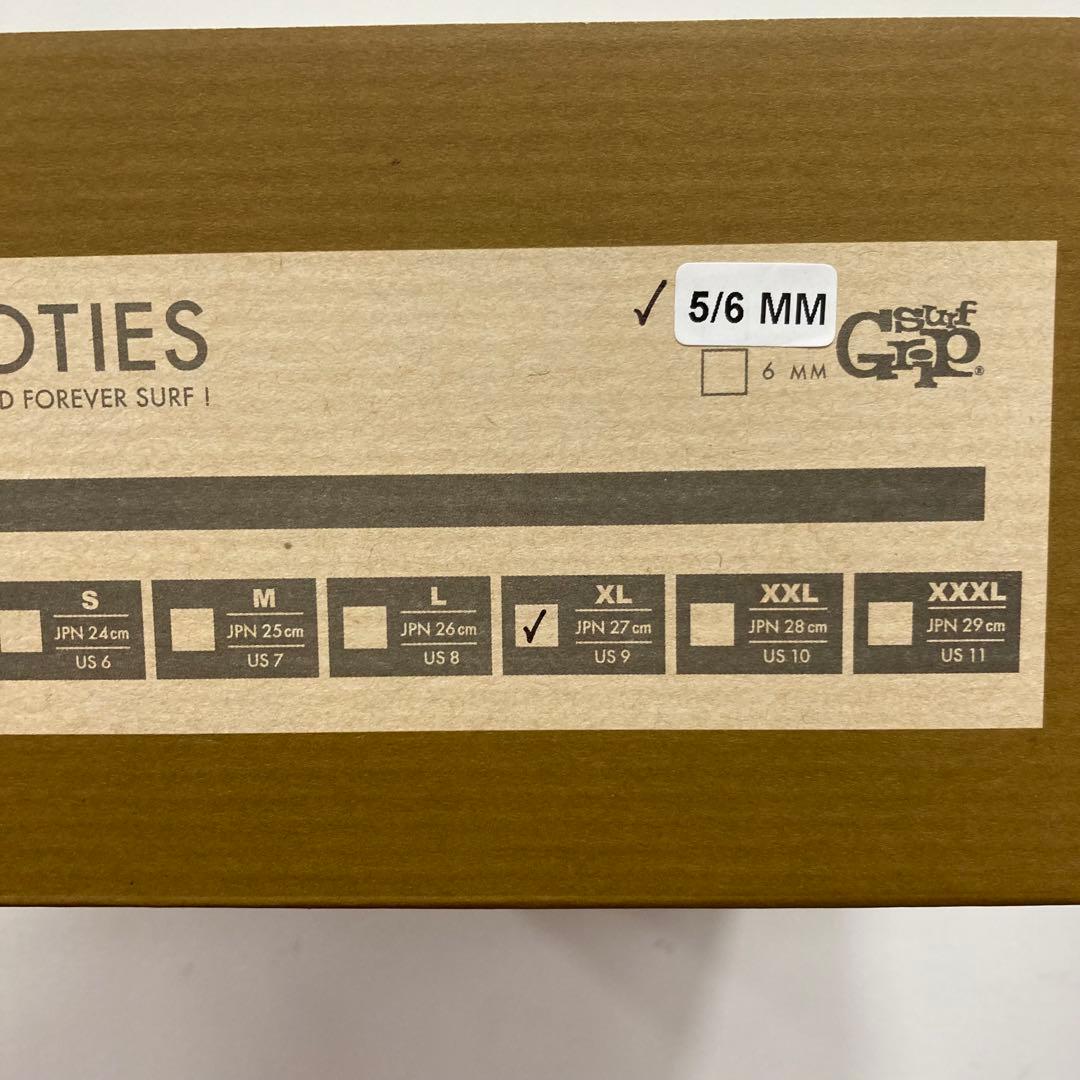 OTIES
D FOREVER SURF !
✓ 5/6 MM
6 MM
Surf
Grip®
S
JPN 24cm
US 6
M
JPN 25cm
US 7
L
JPN 26cm
US 8
✓
XL
JPN 27cm
US 9
XXL
JPN 28cm
US 10
XXXL
JPN 29cm
US 11